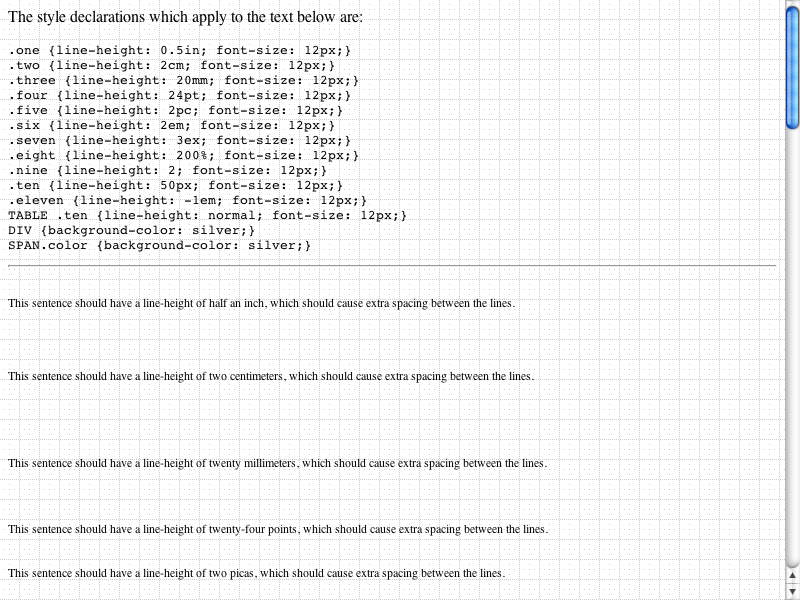 The style declarations which apply to the text below are:
.one {line-height: 0.5in; font-size: 12px;}
.two {line-height: 2cm; font-size: 12px;}
.three {line-height: 20mm; font-size: 12px;}
.four {line-height: 24pt; font-size: 12px;}
.five {line-height: 2pc; font-size: 12px;}
.six {line-height: 2em; font-size: 12px;}
.seven {line-height: 3ex; font-size: 12px;}
.eight {line-height: 200%; font-size: 12px;}
.nine {line-height: 2; font-size: 12px;}
.ten {line-height: 50px; font-size: 12px;}
.eleven {line-height: -1em; font-size: 12px;}
TABLE .ten {line-height: normal; font-size: 12px;}
DIV {background-color: silver;}
SPAN.color {background-color: silver;}
This sentence should have a line-height of half an inch, which should cause extra spacing between the lines.
This sentence should have a line-height of two centimeters, which should cause extra spacing between the lines.
This sentence should have a line-height of twenty millimeters, which should cause extra spacing between the lines.
This sentence should have a line-height of twenty-four points, which should cause extra spacing between the lines.
This sentence should have a line-height of two picas, which should cause extra spacing between the lines.